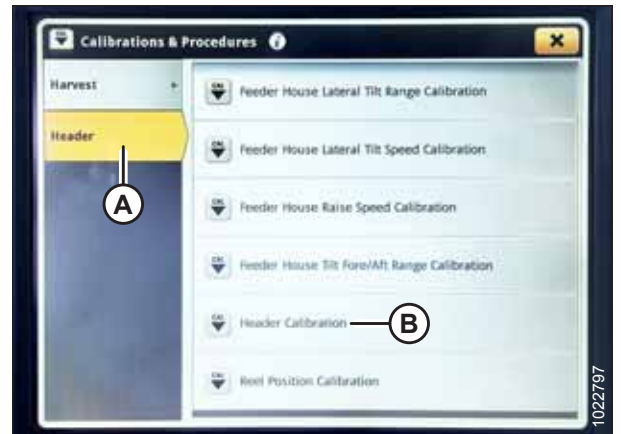 Calibrations & Procedures
Harvest
Header
Feeder House Lateral Tilt Range Calibration
Feeder House Lateral Tilt Speed Calibration
Feeder House Raise Speed Calibration
Feeder House Tilt Fore/Aft Range Calibration
Header Calibration
Reel Position Calibration
A
B
1022797